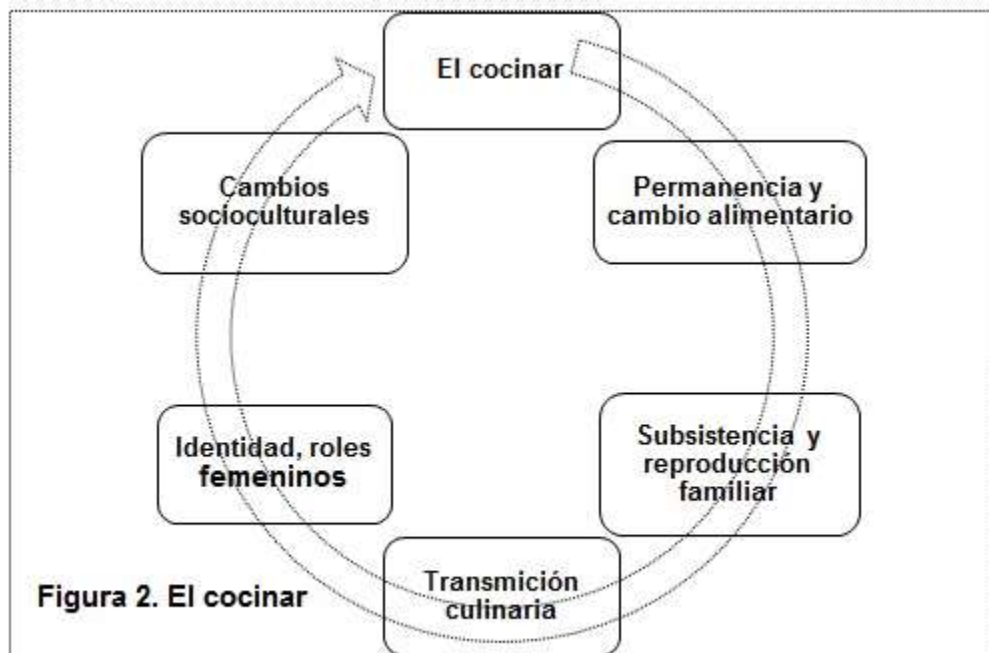 El cocinar
Permanencia y
cambio alimentario
Subsistencia y
reproducción
familiar
Transmición
culinaria
Identidad, roles
femeninos
Cambios
socioculturales
Figura 2. El cocinar